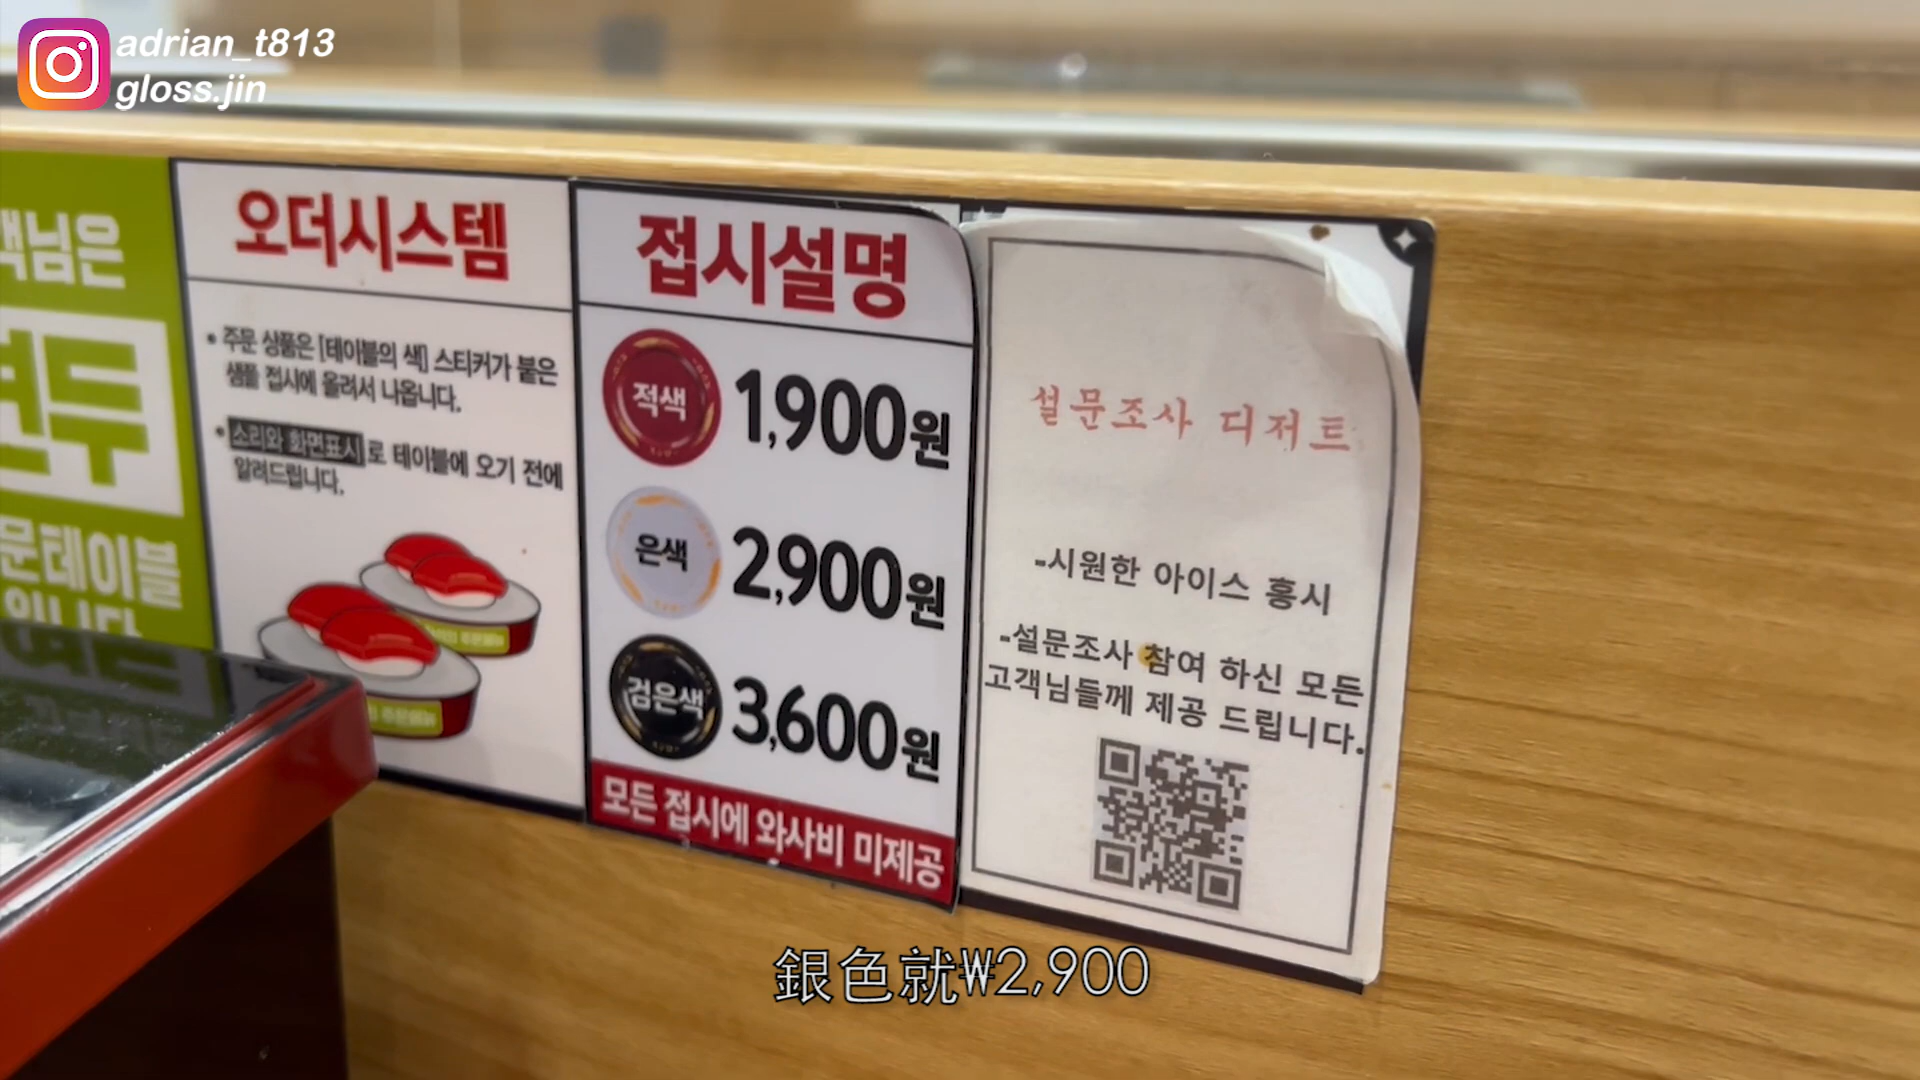 adrian_t813
gloss.jin
객님은
연두
문테이블
입니다
오더시스템
• 주문 상품은 [테이블의 색] 스티커가 붙은
샘플 접시에 올려서 나옵니다.
• 소리와 화면표시로 테이블에 오기 전에
알려드립니다.
접시설명
적색 1,900원
은색 2,900원
검은색 3,600원
모든 접시에 와사비 미제공
설문조사 디저트
-시원한 아이스 홍시
-설문조사 참여 하신 모든
고객님들께 제공 드립니다.
銀色就₩2,900